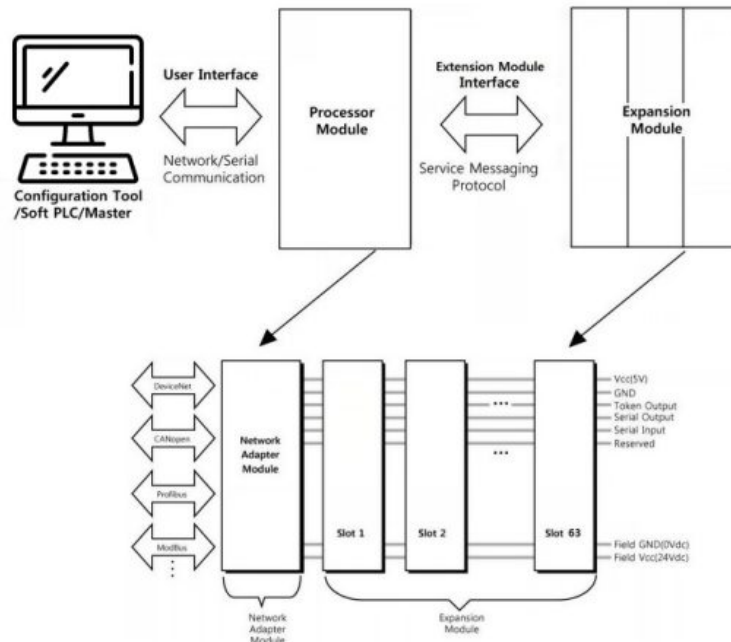 User Interface
Network/Serial
Communication
Configuration Tool
/Soft PLC/Master
Processor
Module
Extension Module
Interface
Service Messaging
Protocol
Expansion
Module
DeviceNet
CANopen
Profibus
ModBus
Network
Adapter
Module
Slot 1
Slot 2
Slot 63
Vcc(5V)
GND
Token Output
Serial Output
Serial Input
Reserved
Field GND(0Vdc)
Field Vcc(24Vdc)
Network
Adapter
Module
Expansion
Module